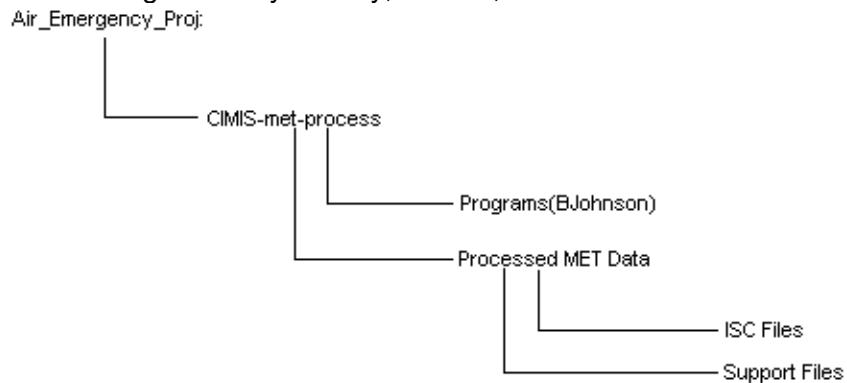 Air_Emergency_Proj:
CIMIS-met-process
Programs(BJohnson)
Processed MET Data
ISC Files
Support Files